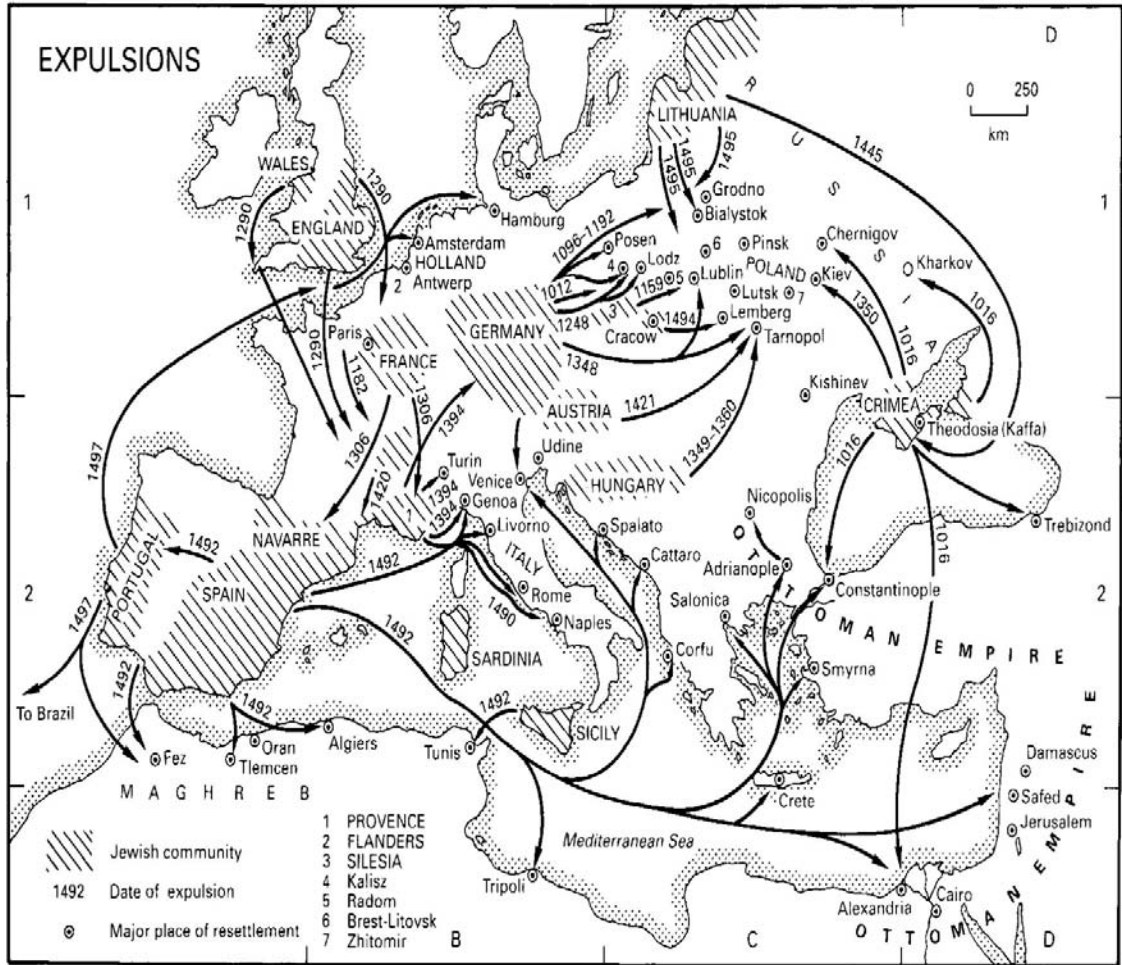 EXPULSIONS
D
0 250
km
R U S S I A
LITHUANIA
1445
1495
1495
1495
WALES
1290
1290
ENGLAND
1
1
Grodno
Bialystok
Hamburg
1096–1192
Posen
6
Pinsk
Chernigov
Kharkov
Amsterdam
HOLLAND
2
Antwerp
4
Lodz
5
Lublin
POLAND
Kiev
1012
1159
Lutsk
7
3
1248
GERMANY
Cracow
1494
Lemberg
Tarnopol
1350
1016
1016
Paris
FRANCE
1290
1182
1348
Kishinev
CRIMEA
Theodosia (Kaffa)
AUSTRIA
1421
1306
1394
1306
Udine
1349–1360
1016
1497
Turin
Venice
HUNGARY
1420
1
1394
1394
Genoa
Nicopolis
Trebizond
Livorno
Spalato
1016
NAVARRE
1492
PORTUGAL
ITALY
Cattaro
Adrianople
2
SPAIN
1492
Rome
Constantinople
2
1490
Naples
Salonica
OTTOMAN EMPIRE
1497
1492
SARDINIA
Corfu
Smyrna
1492
To Brazil
1492
1492
SICILY
Oran
Algiers
Tunis
Fez
Tlemcen
Damascus
MAGHREB
Crete
Safed
Jerusalem
Mediterranean Sea
Tripoli
Alexandria
Cairo
OTTOMAN EMPIRE
Jewish community
1492 Date of expulsion
Major place of resettlement
1 PROVENCE
2 FLANDERS
3 SILESIA
4 Kalisz
5 Radom
6 Brest-Litovsk
7 Zhitomir
B
C
D